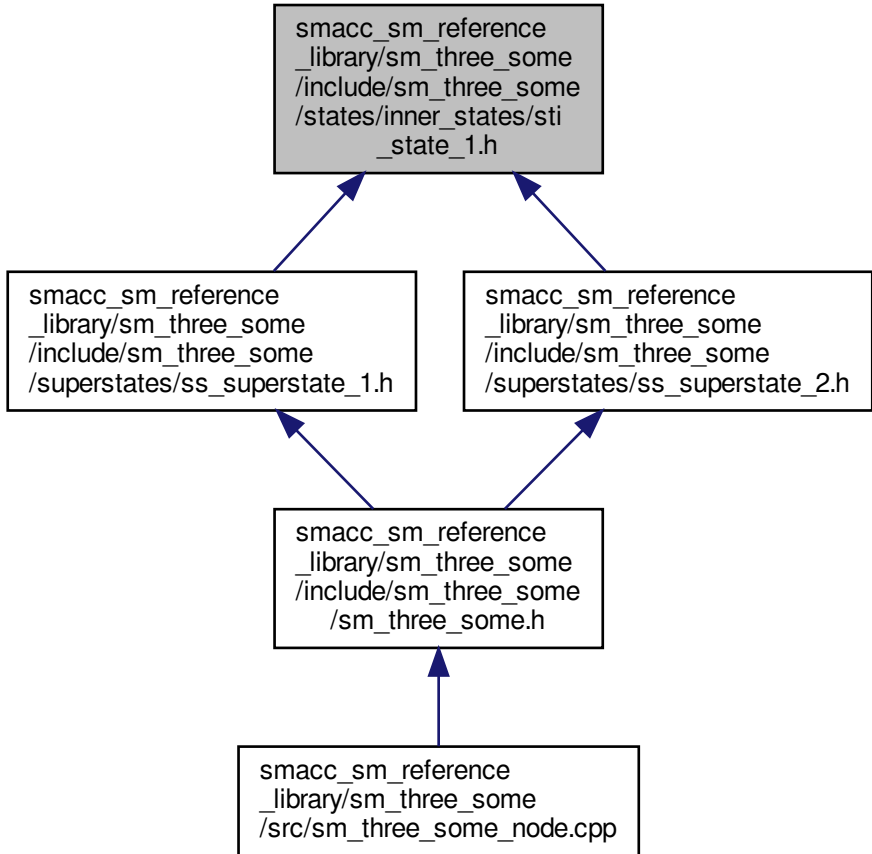 smacc_sm_reference
_library/sm_three_some
/include/sm_three_some
/states/inner_states/sti
_state_1.h
smacc_sm_reference
_library/sm_three_some
/include/sm_three_some
/superstates/ss_superstate_1.h
smacc_sm_reference
_library/sm_three_some
/include/sm_three_some
/superstates/ss_superstate_2.h
smacc_sm_reference
_library/sm_three_some
/include/sm_three_some
/sm_three_some.h
smacc_sm_reference
_library/sm_three_some
/src/sm_three_some_node.cpp